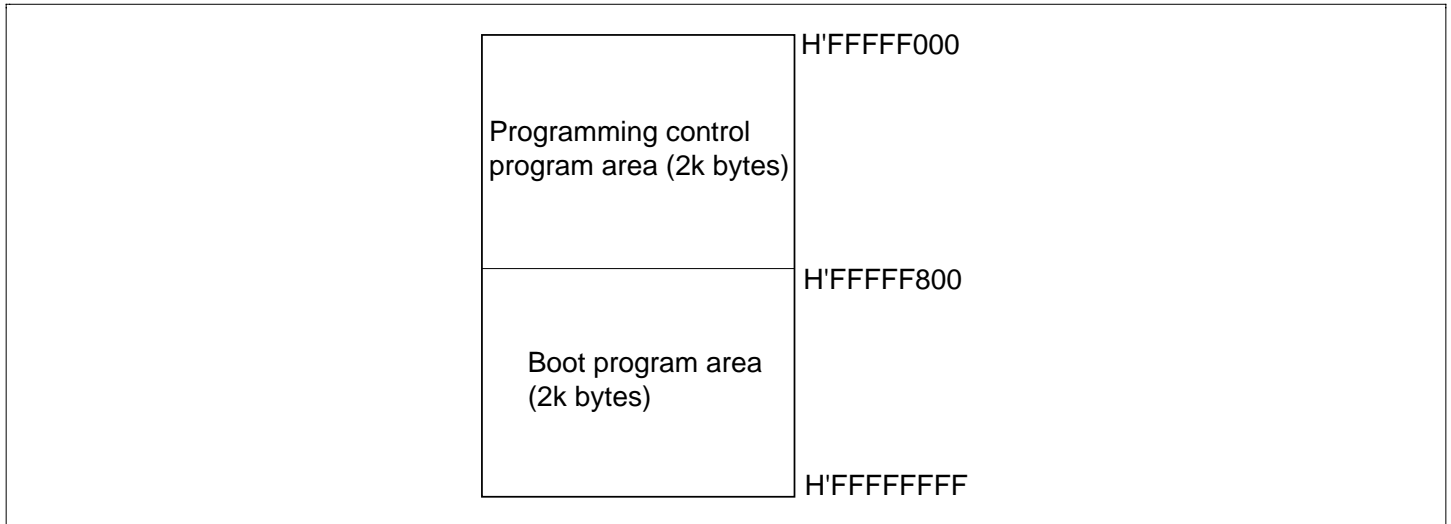 H'FFFFF000
Programming control
program area (2k bytes)
H'FFFFF800
Boot program area
(2k bytes)
H'FFFFFFFF